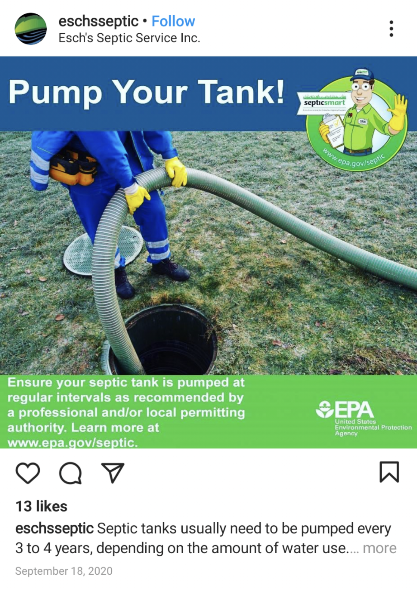 eschsseptic • Follow
Esch's Septic Service Inc.
Pump Your Tank!
septicsmart
www.epa.gov/septic
Ensure your septic tank is pumped at
regular intervals as recommended by
a professional and/or local permitting
authority. Learn more at
www.epa.gov/septic.
EPA
United States
Environmental Protection
Agency
13 likes
eschsseptic Septic tanks usually need to be pumped every
3 to 4 years, depending on the amount of water use.... more
September 18, 2020